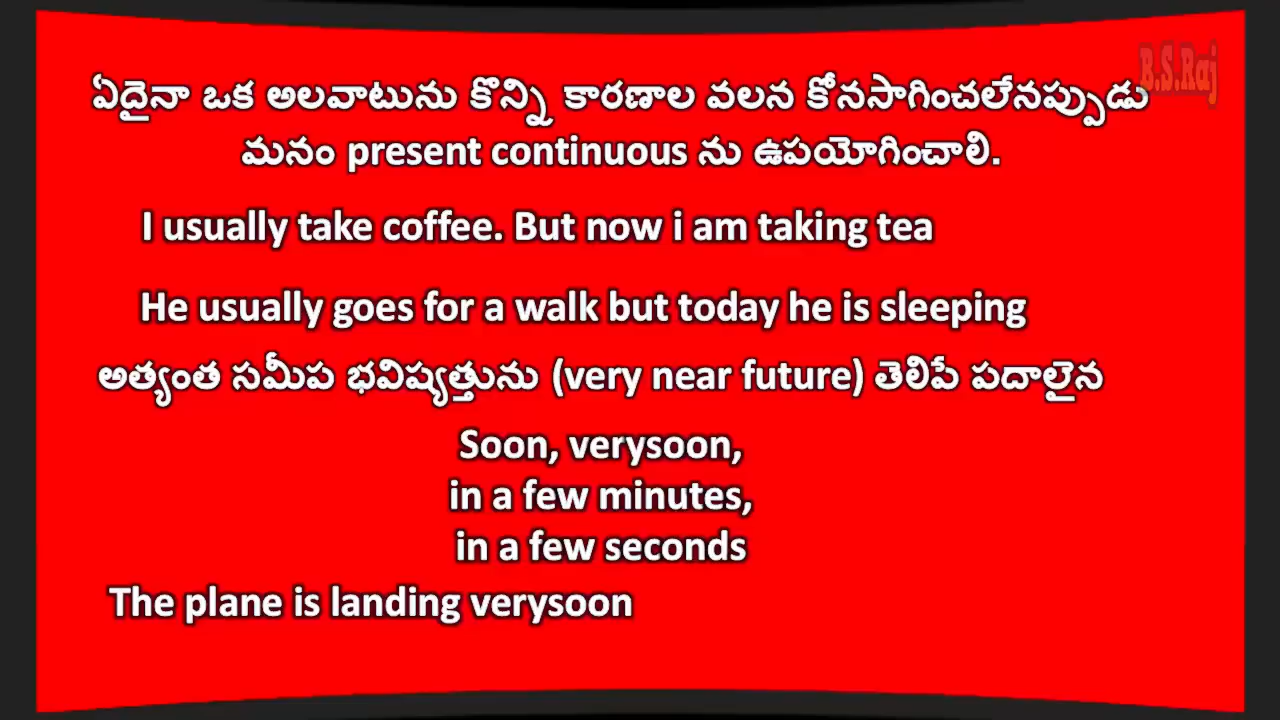 B.S.Raj
ఏదైనా ఒక అలవాటును కొన్ని కారణాల వలన కోనసాగించలేనప్పుడు
మనం present continuous ను ఉపయోగించాలి.
I usually take coffee. But now i am taking tea
He usually goes for a walk but today he is sleeping
అత్యంత సమీప భవిష్యత్తును (very near future) తెలిపే పదాలైన
Soon, verysoon,
in a few minutes,
in a few seconds
The plane is landing verysoon